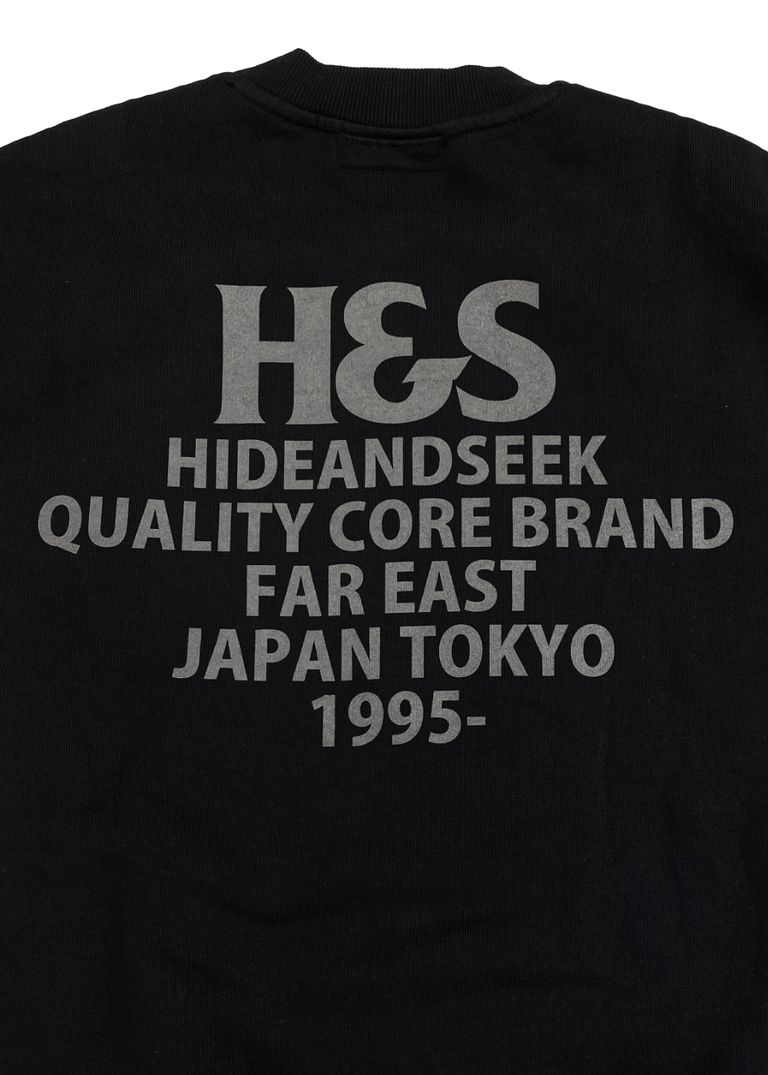 H&S
HIDEANDSEEK
QUALITY CORE BRAND
FAR EAST
JAPAN TOKYO
1995-